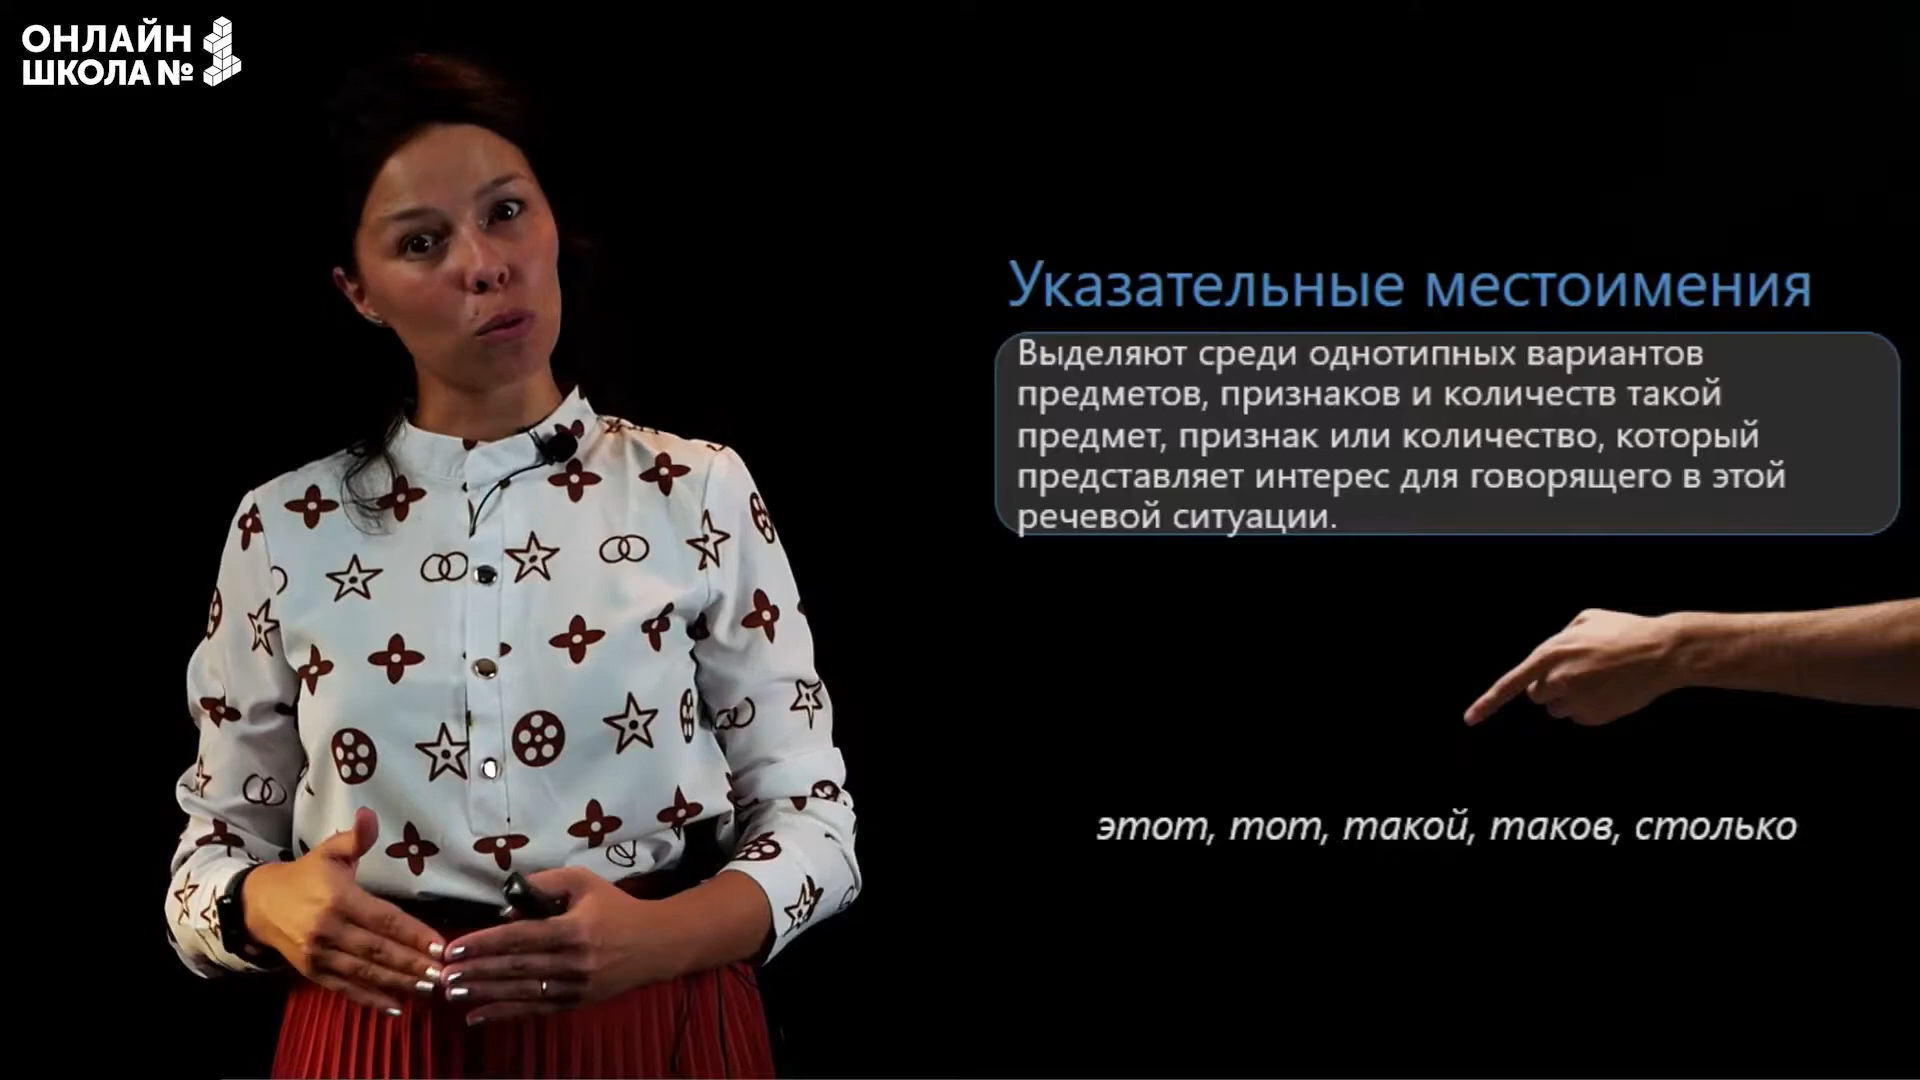 ОНЛАЙН
ШКОЛА №1
Указательные местоимения
Выделяют среди однотипных вариантов
предметов, признаков и количеств такой
предмет, признак или количество, который
представляет интерес для говорящего в этой
речевой ситуации.
этот, тот, такой, таков, столько